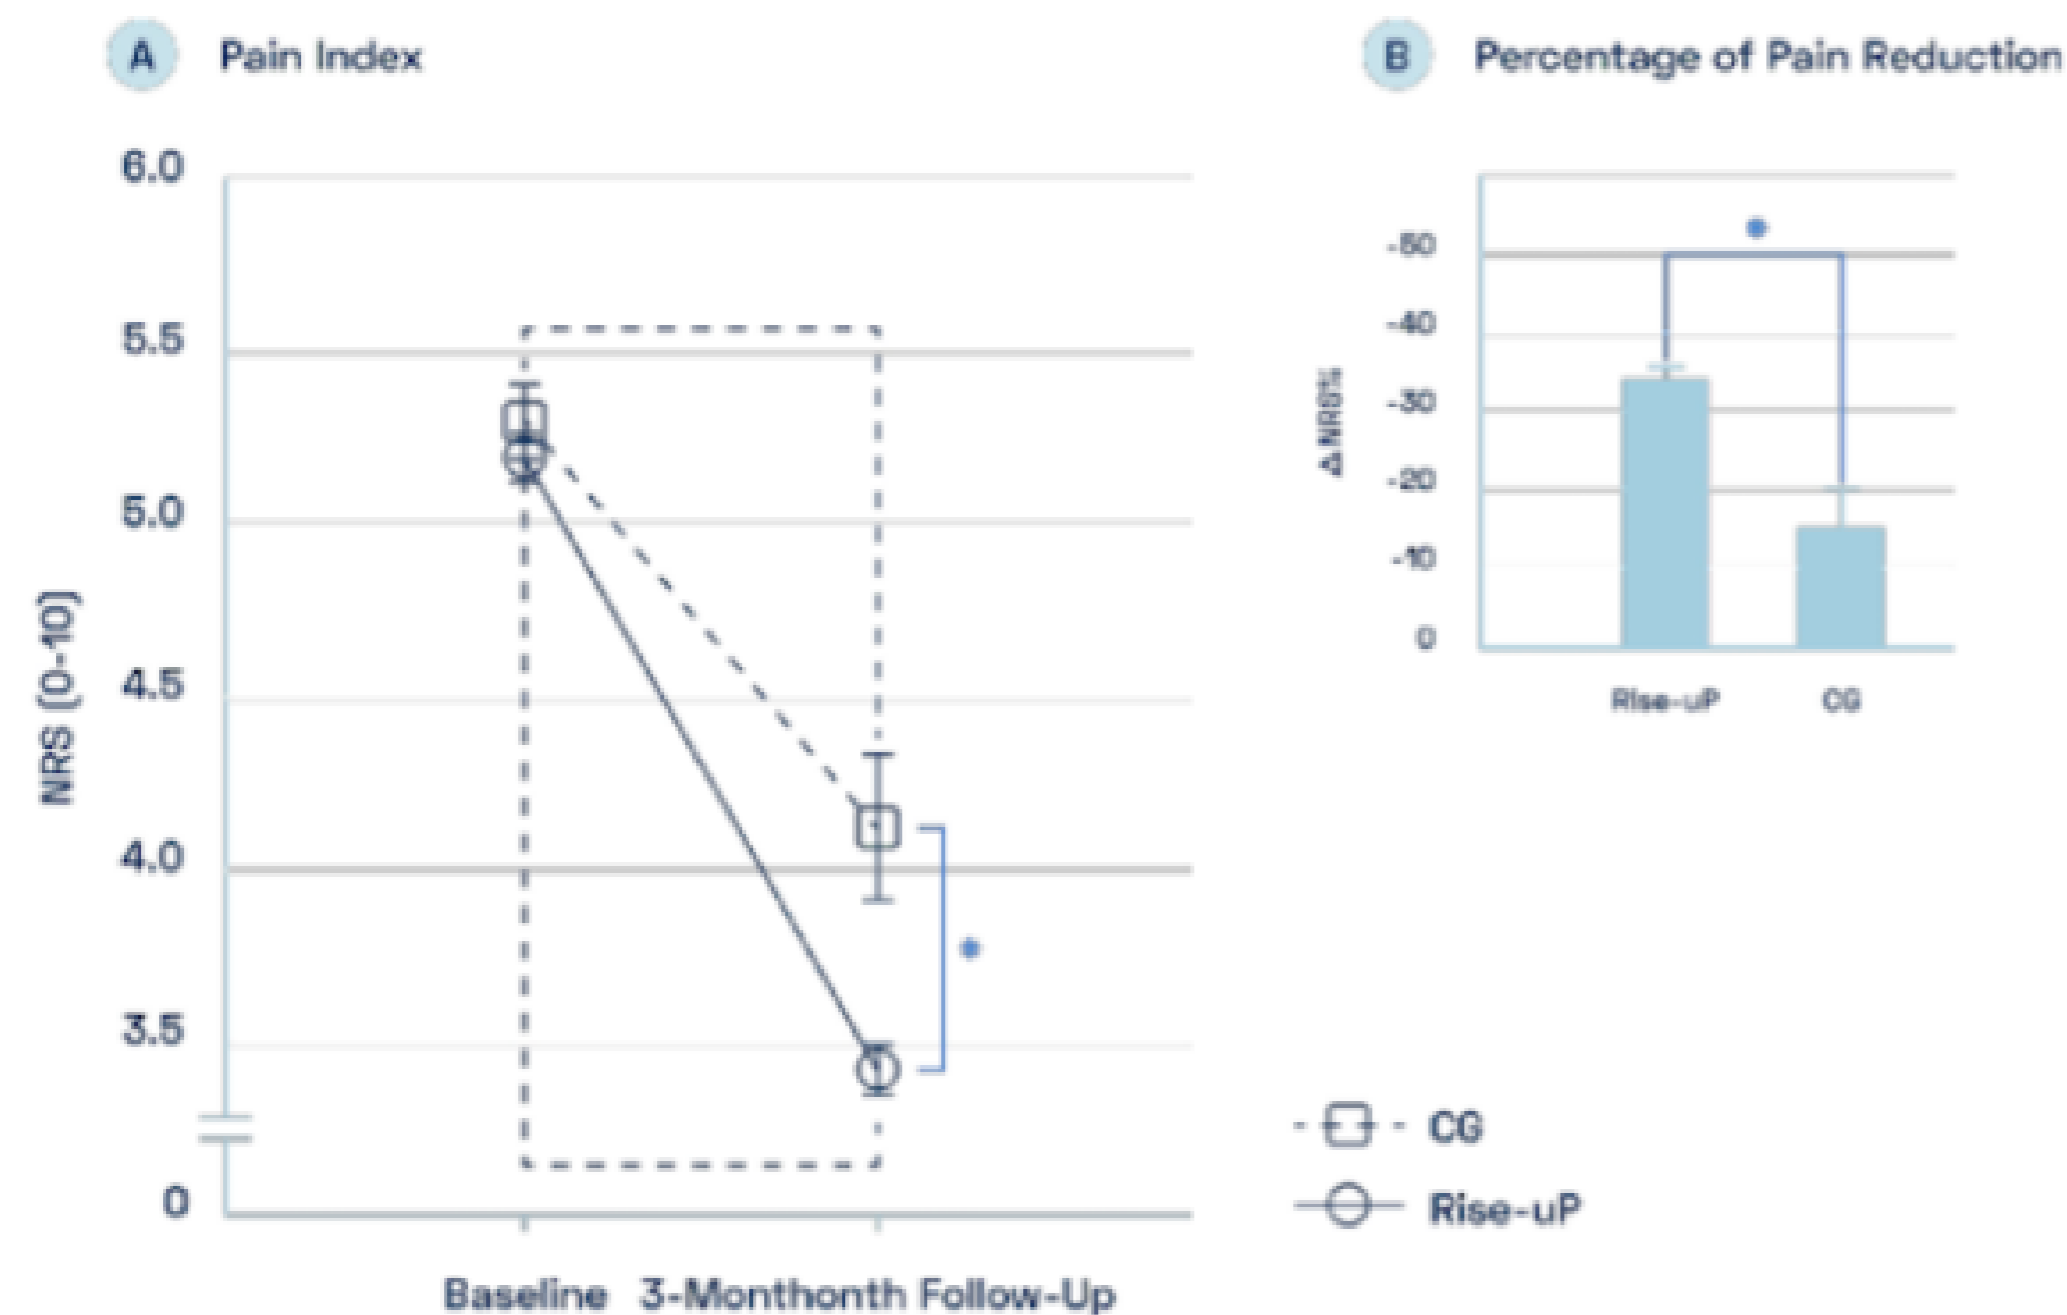 A Pain Index
NRS (0-10)
6.0
5.5
5.0
4.5
4.0
3.5
0
Baseline 3-Monthonth Follow-Up
B Percentage of Pain Reduction
ΔNRS%
-50
-40
-30
-20
-10
0
Rise-uP CG
CG
Rise-uP